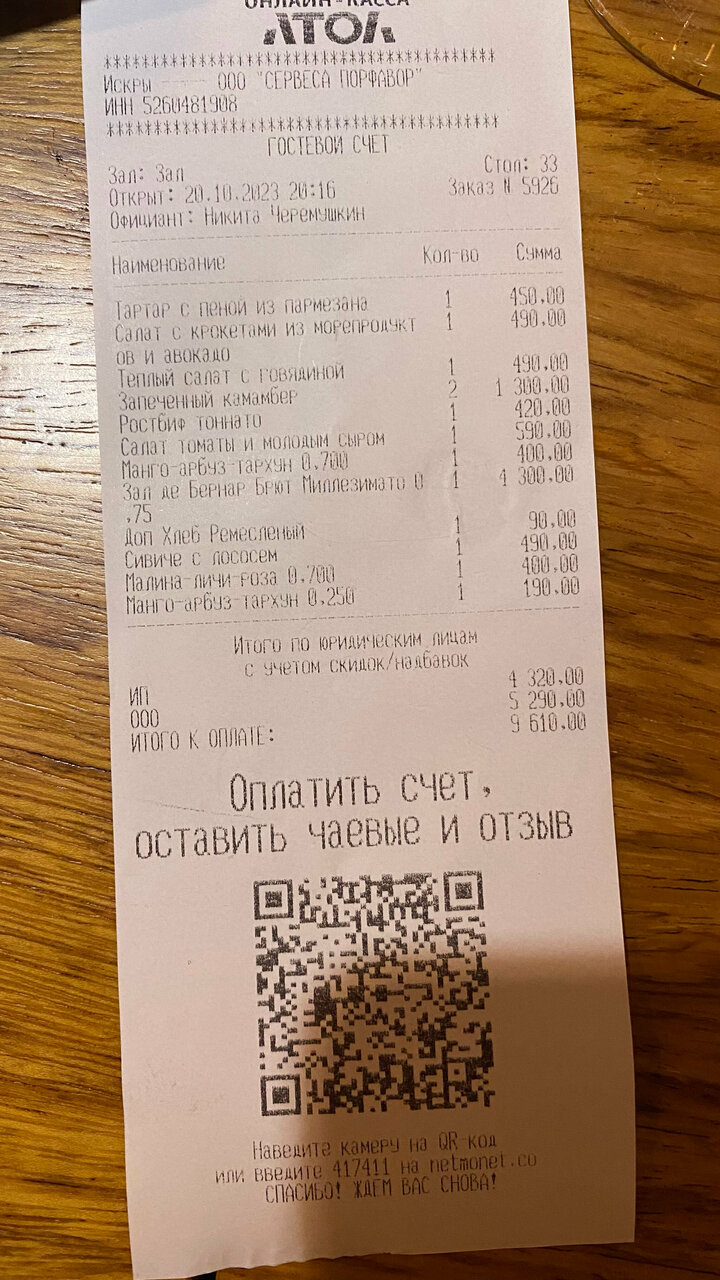 ОНЛАЙН-КАССА
АТОЛ
***************************************
Искры ООО "СЕРВЕСА ПОРФАВОР"
ИНН 5260481908
***************************************
ГОСТЕВОЙ СЧЕТ
Зал: Зал Стол: 33
Открыт: 20.10.2023 20:16 Заказ № 5926
Официант: Никита Черемушкин
Наименование Кол-во Сумма
Тартар с пеной из пармезана 1 450.00
Салат с крокетами из морепродукт 1 490.00
ов и авокадо
Теплый салат с говядиной 1 490.00
Запеченный камамбер 2 1 300.00
Ростбиф тоннато 1 420.00
Салат томаты и молодым сыром 1 590.00
Манго-арбуз-тархун 0.700 1 400.00
Зал де Бернар Брют Миллезимато 0 1 4 300.00
.75
Доп Хлеб Ремесленый 1 90.00
Сивиче с лососем 1 490.00
Малина-личи-роза 0.700 1 400.00
Манго-арбуз-тархун 0.250 1 190.00
Итого по юридическим лицам
с учетом скидок/надбавок
ИП 4 320.00
ООО 5 290.00
ИТОГО К ОПЛАТЕ: 9 610.00
Оплатить счет,
оставить чаевые и отзыв
Наведите камеру на QR-код
или введите 417411 на netmonet.co
СПАСИБО! ЖДЕМ ВАС СНОВА!